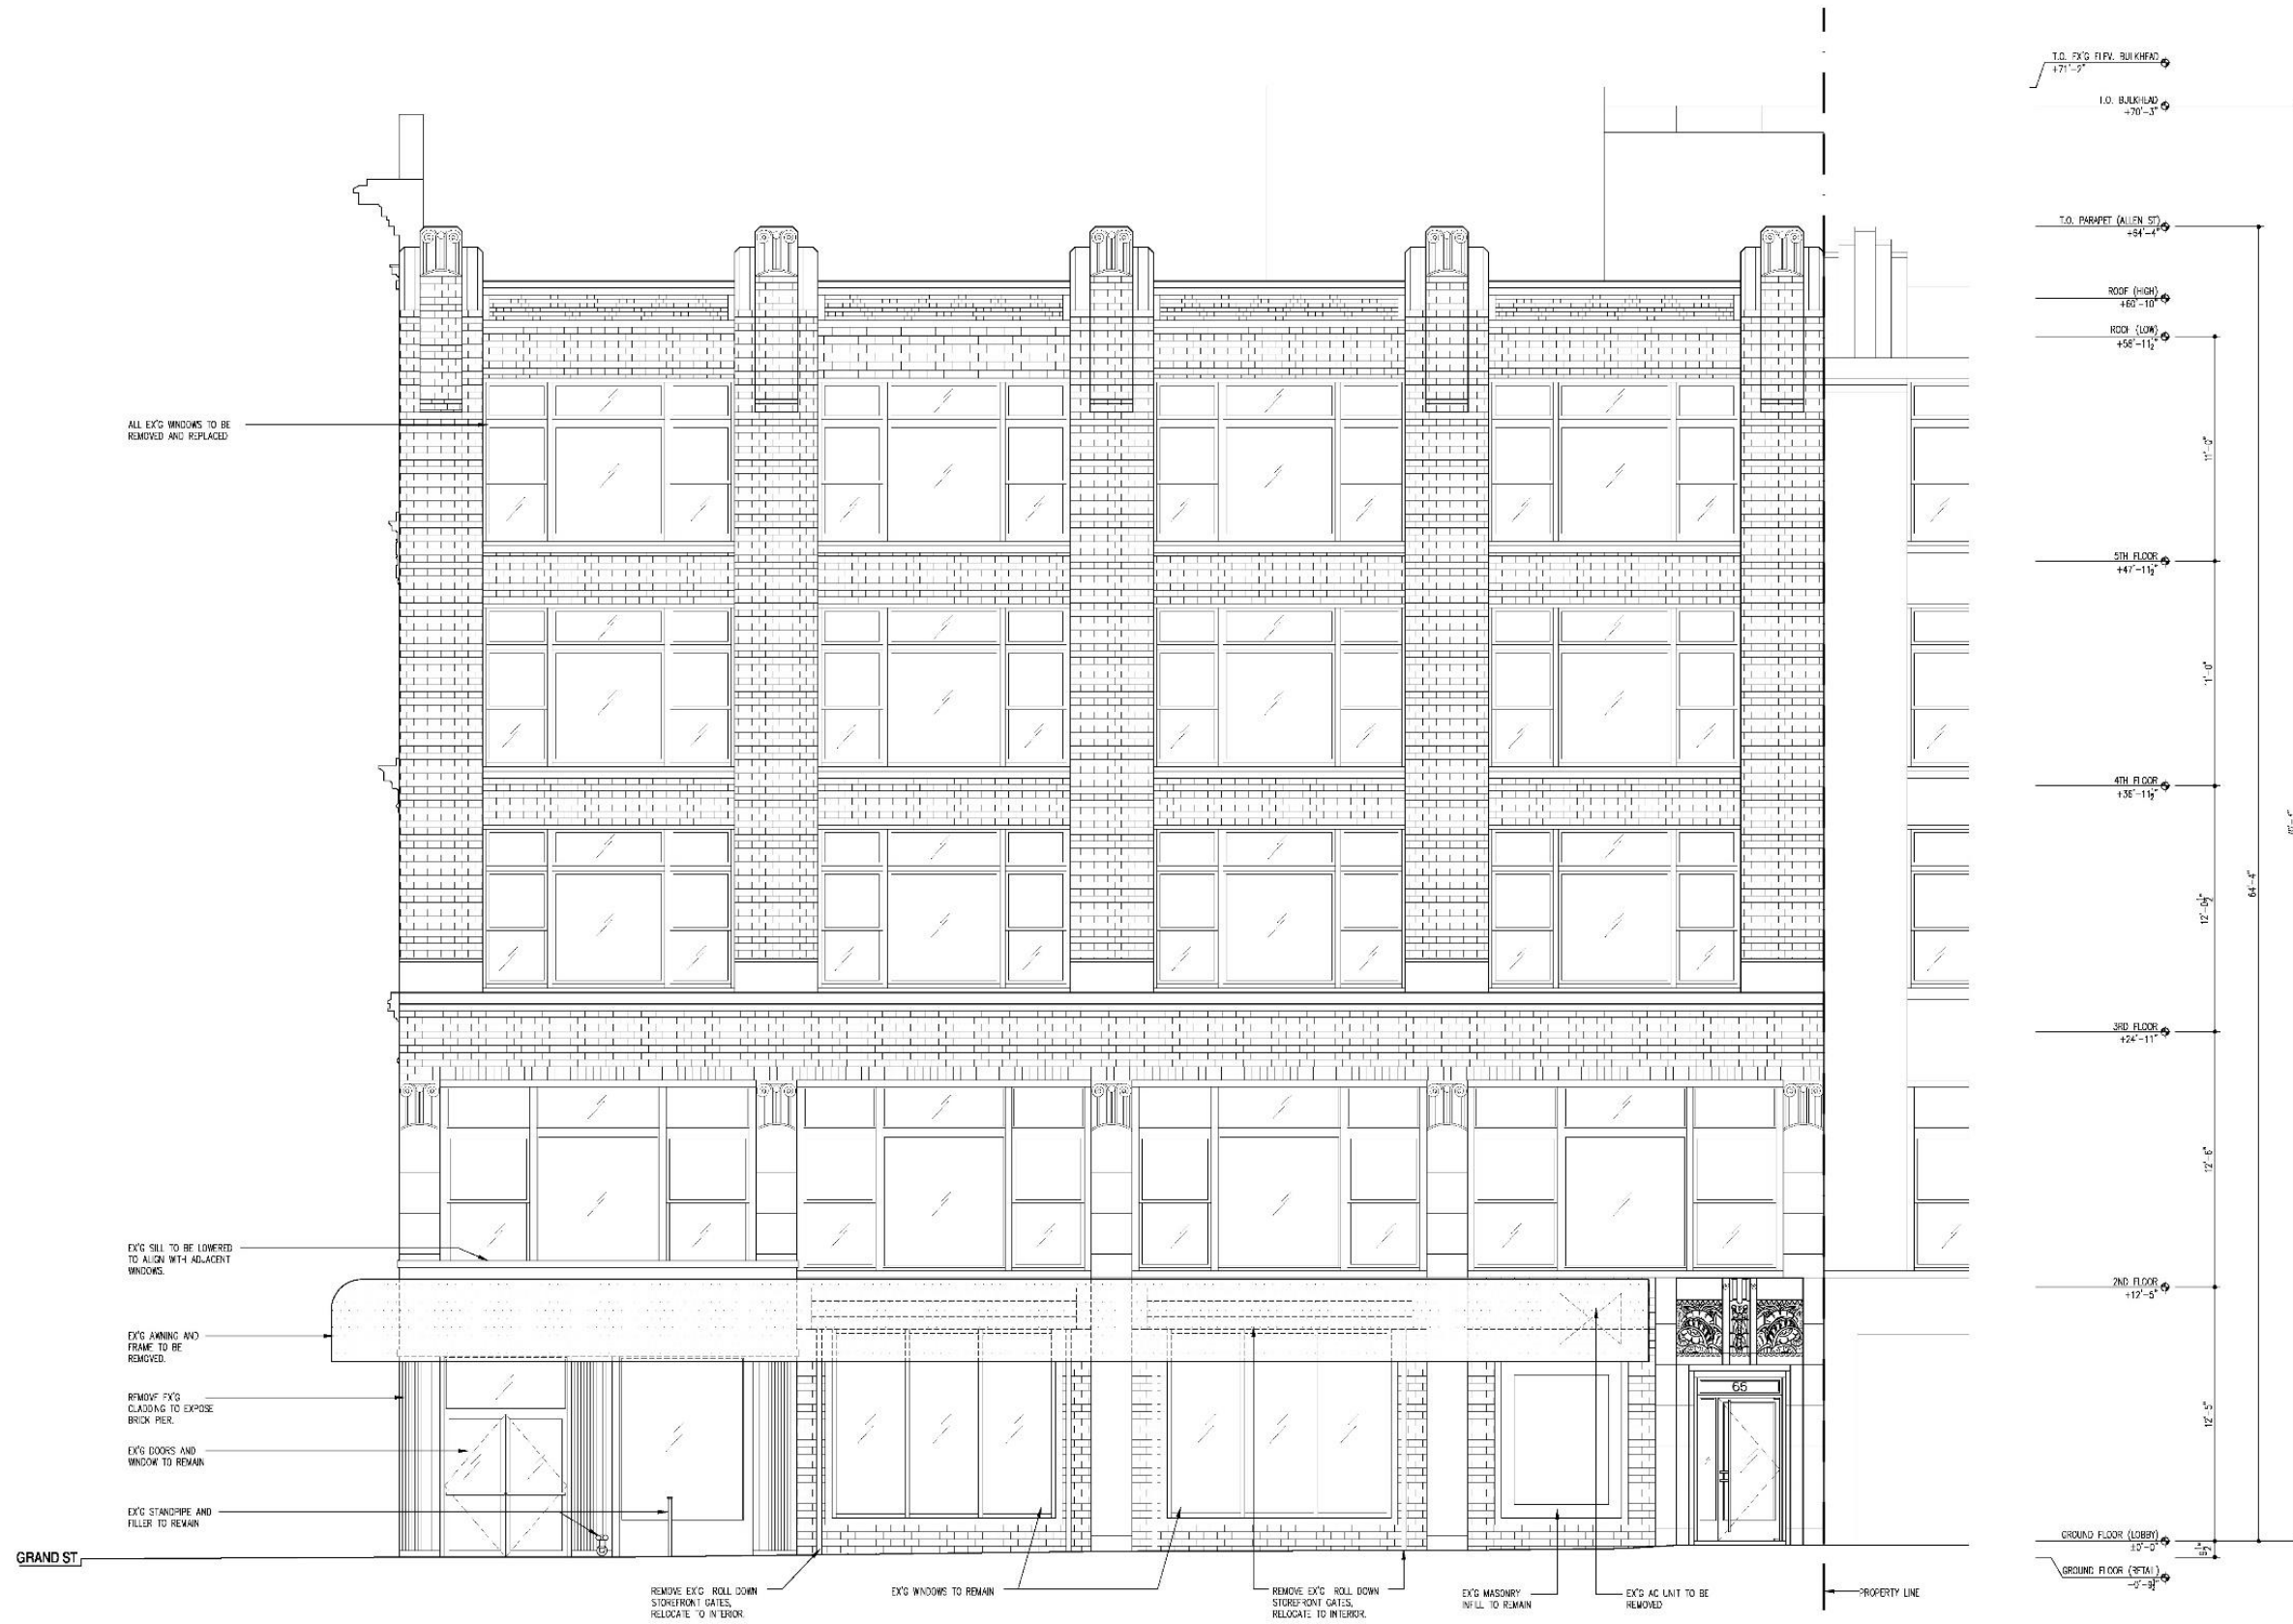 T.O. EX'G ELEV. BULKHEAD
+71'-2"
T.O. BULKHEAD
+70'-3"
T.O. PARAPET (ALLEN ST)
+64'-4"
ROOF (HIGH)
+60'-10"
ROOF (LOW)
+58'-11½"
ALL EX'G WINDOWS TO BE
REMOVED AND REPLACED
11'-0"
5TH FLOOR
+47'-11½"
11'-0"
4TH FLOOR
+36'-11½"
64'-4"
12'-0½"
3RD FLOOR
+24'-11"
12'-6"
EX'G SILL TO BE LOWERED
TO ALIGN WITH ADJACENT
WINDOWS.
2ND FLOOR
+12'-5"
EX'G AWNING AND
FRAME TO BE
REMOVED.
REMOVE EX'G
CLADDING TO EXPOSE
BRICK PIER.
65
12'-5"
EX'G DOORS AND
WINDOW TO REMAIN
EX'G STANDPIPE AND
FILLER TO REMAIN
GROUND FLOOR (LOBBY)
±0'-0"
GRAND ST
9½"
GROUND FLOOR (RETAIL)
-0'-9½"
REMOVE EX'G ROLL DOWN
STOREFRONT GATES,
RELOCATE TO INTERIOR.
EX'G WINDOWS TO REMAIN
REMOVE EX'G ROLL DOWN
STOREFRONT GATES,
RELOCATE TO INTERIOR.
EX'G MASONRY
INFILL TO REMAIN
EX'G AC UNIT TO BE
REMOVED
PROPERTY LINE